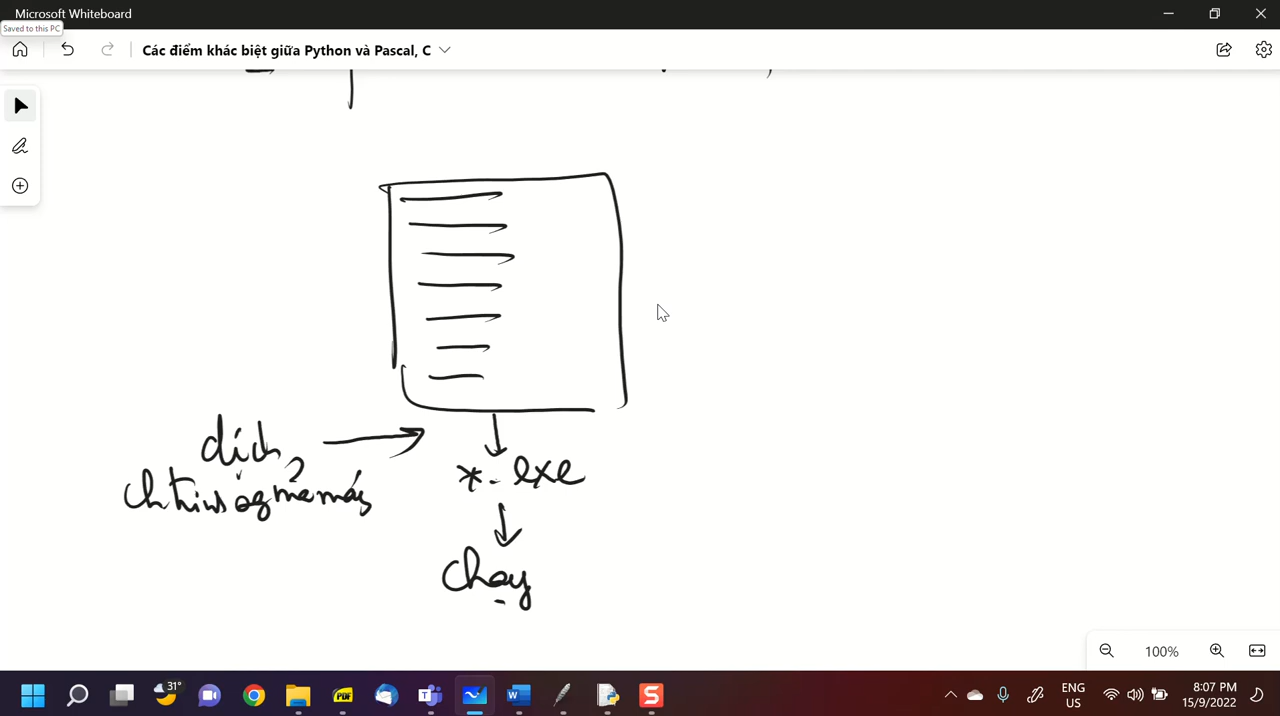 Microsoft Whiteboard
Saved to this PC
Các điểm khác biệt giữa Python và Pascal, C
dịch
*.exe
chạy
100%
31°
PDF
W
S
ENG
US
8:07 PM
15/9/2022